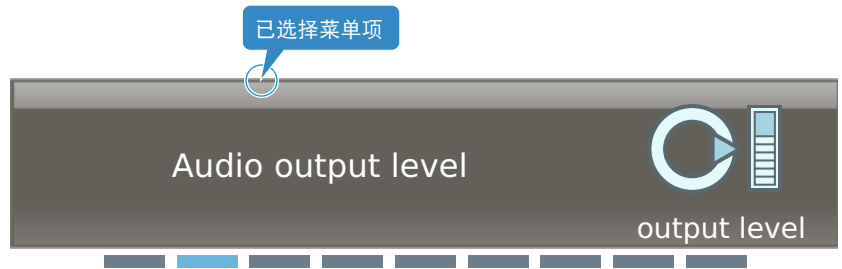 已选择菜单项
Audio output level
output level